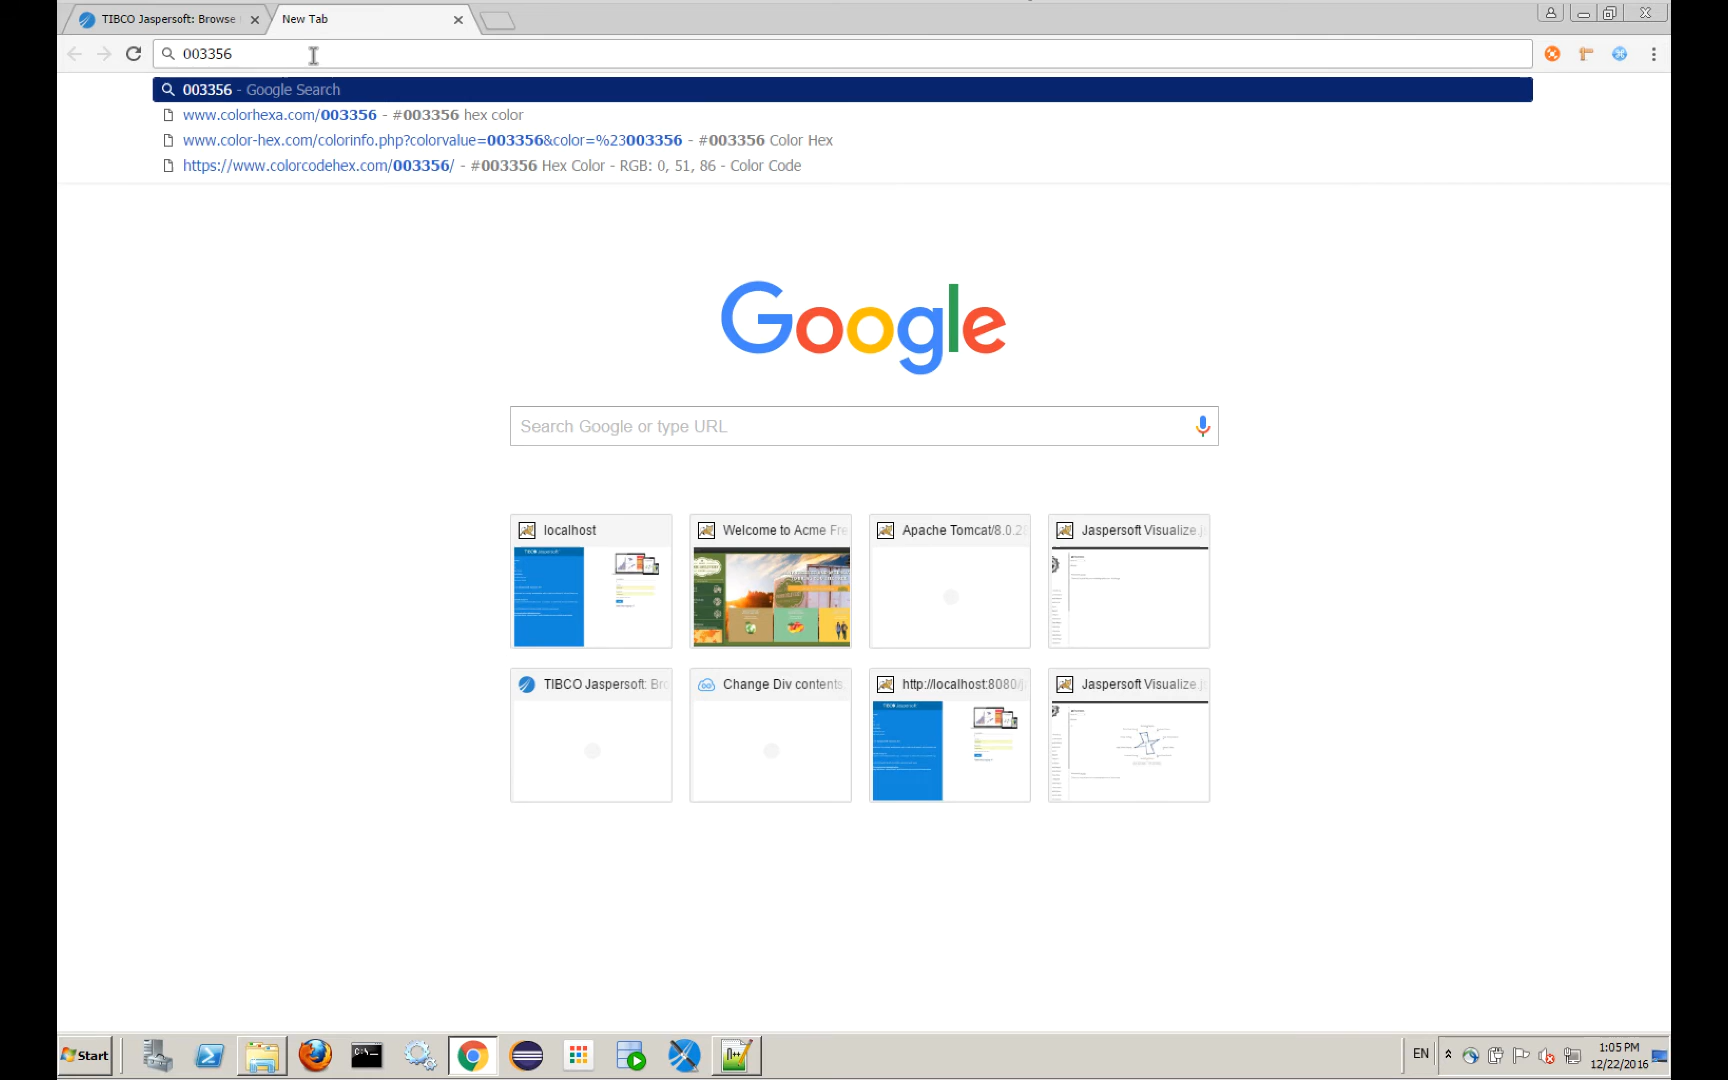 TIBCO Jaspersoft: Browse
New Tab
003356
003356 - Google Search
www.colorhexa.com/003356 - #003356 hex color
www.color-hex.com/colorinfo.php?colorvalue=003356&color=%23003356 - #003356 Color Hex
https://www.colorcodehex.com/003356/ - #003356 Hex Color - RGB: 0, 51, 86 - Color Code
Google
Search Google or type URL
localhost
Welcome to Acme Fre
Apache Tomcat/8.0.2
Jaspersoft Visualize.j
TIBCO Jaspersoft: Bro
Change Div contents
http://localhost:8080/j
Jaspersoft Visualize.j
Start
EN
1:05 PM
12/22/2016